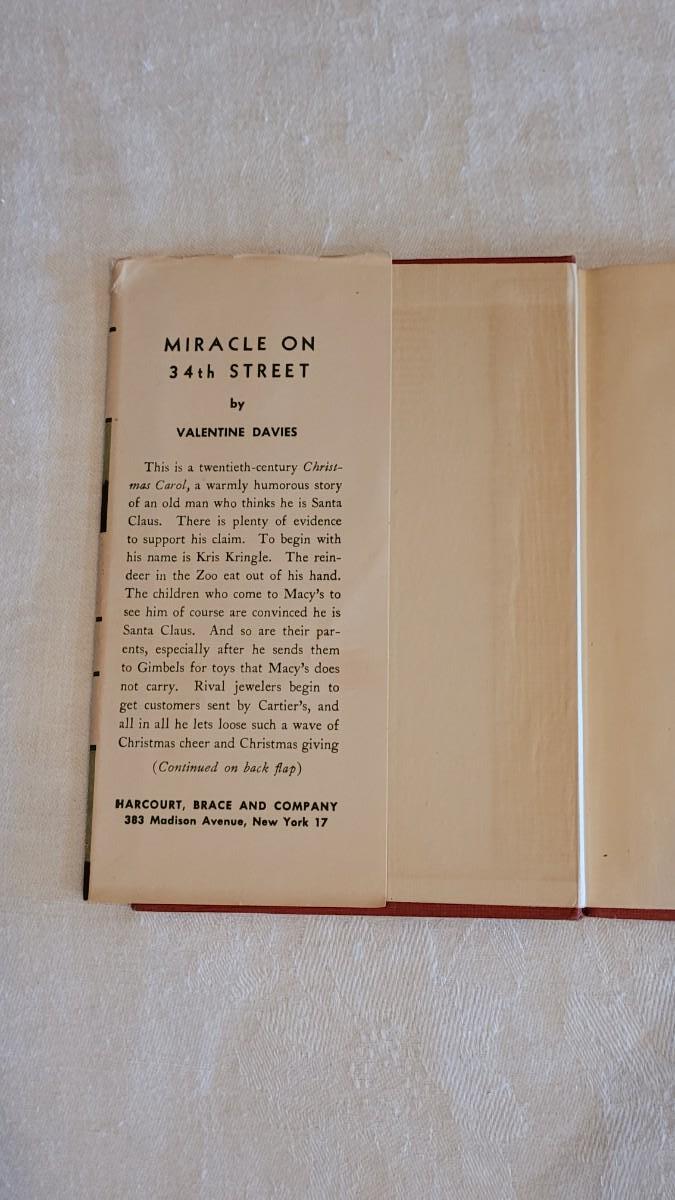 MIRACLE ON
34th STREET
by
VALENTINE DAVIES
This is a twentieth-century Christ-
mas Carol, a warmly humorous story
of an old man who thinks he is Santa
Claus. There is plenty of evidence
to support his claim. To begin with
his name is Kris Kringle. The rein-
deer in the Zoo eat out of his hand.
The children who come to Macy's to
see him of course are convinced he is
Santa Claus. And so are their par-
ents, especially after he sends them
to Gimbels for toys that Macy's does
not carry. Rival jewelers begin to
get customers sent by Cartier's, and
all in all he lets loose such a wave of
Christmas cheer and Christmas giving
(Continued on back flap)
HARCOURT, BRACE AND COMPANY
383 Madison Avenue, New York 17